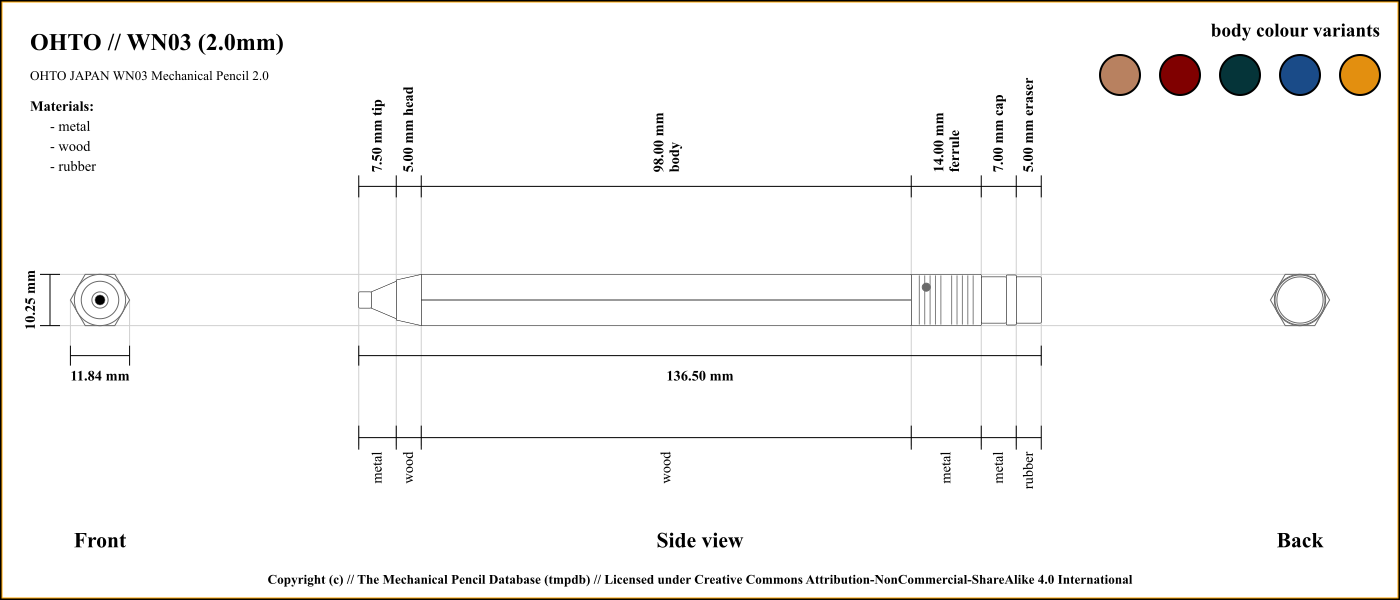 OHTO // WN03 (2.0mm)
OHTO JAPAN WN03 Mechanical Pencil 2.0
Materials:
- metal
- wood
- rubber
body colour variants
7.50 mm tip
5.00 mm head
98.00 mm
body
14.00 mm
ferrule
7.00 mm cap
5.00 mm eraser
10.25 mm
11.84 mm
136.50 mm
metal
wood
wood
metal
metal
rubber
Front
Side view
Back
Copyright (c) // The Mechanical Pencil Database (tmpdb) // Licensed under Creative Commons Attribution-NonCommercial-ShareAlike 4.0 International